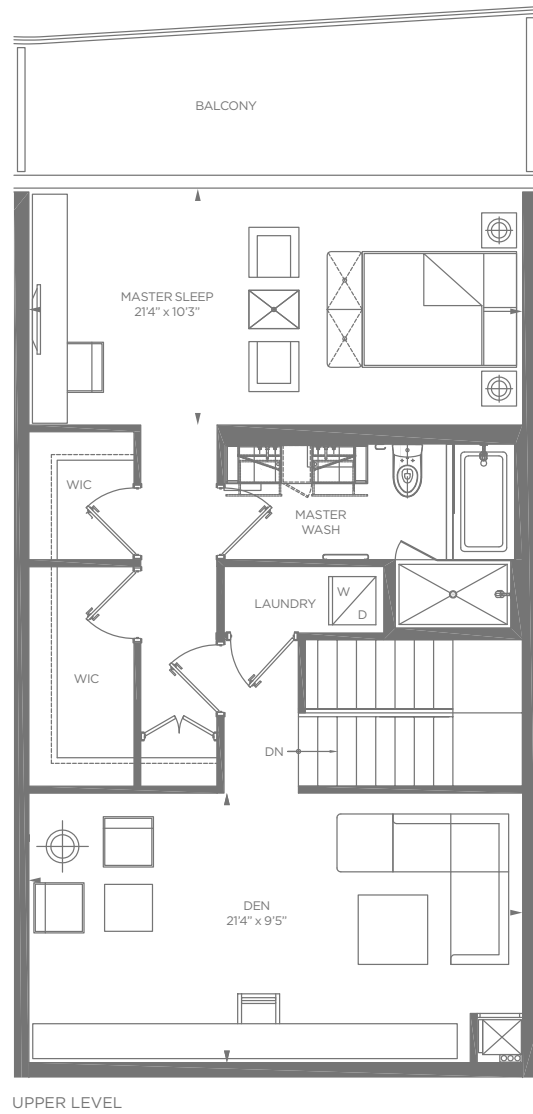 BALCONY
MASTER SLEEP
21'4" x 10'3"
WIC
MASTER
WASH
LAUNDRY
W
D
WIC
DN
DEN
21'4" x 9'5"
UPPER LEVEL